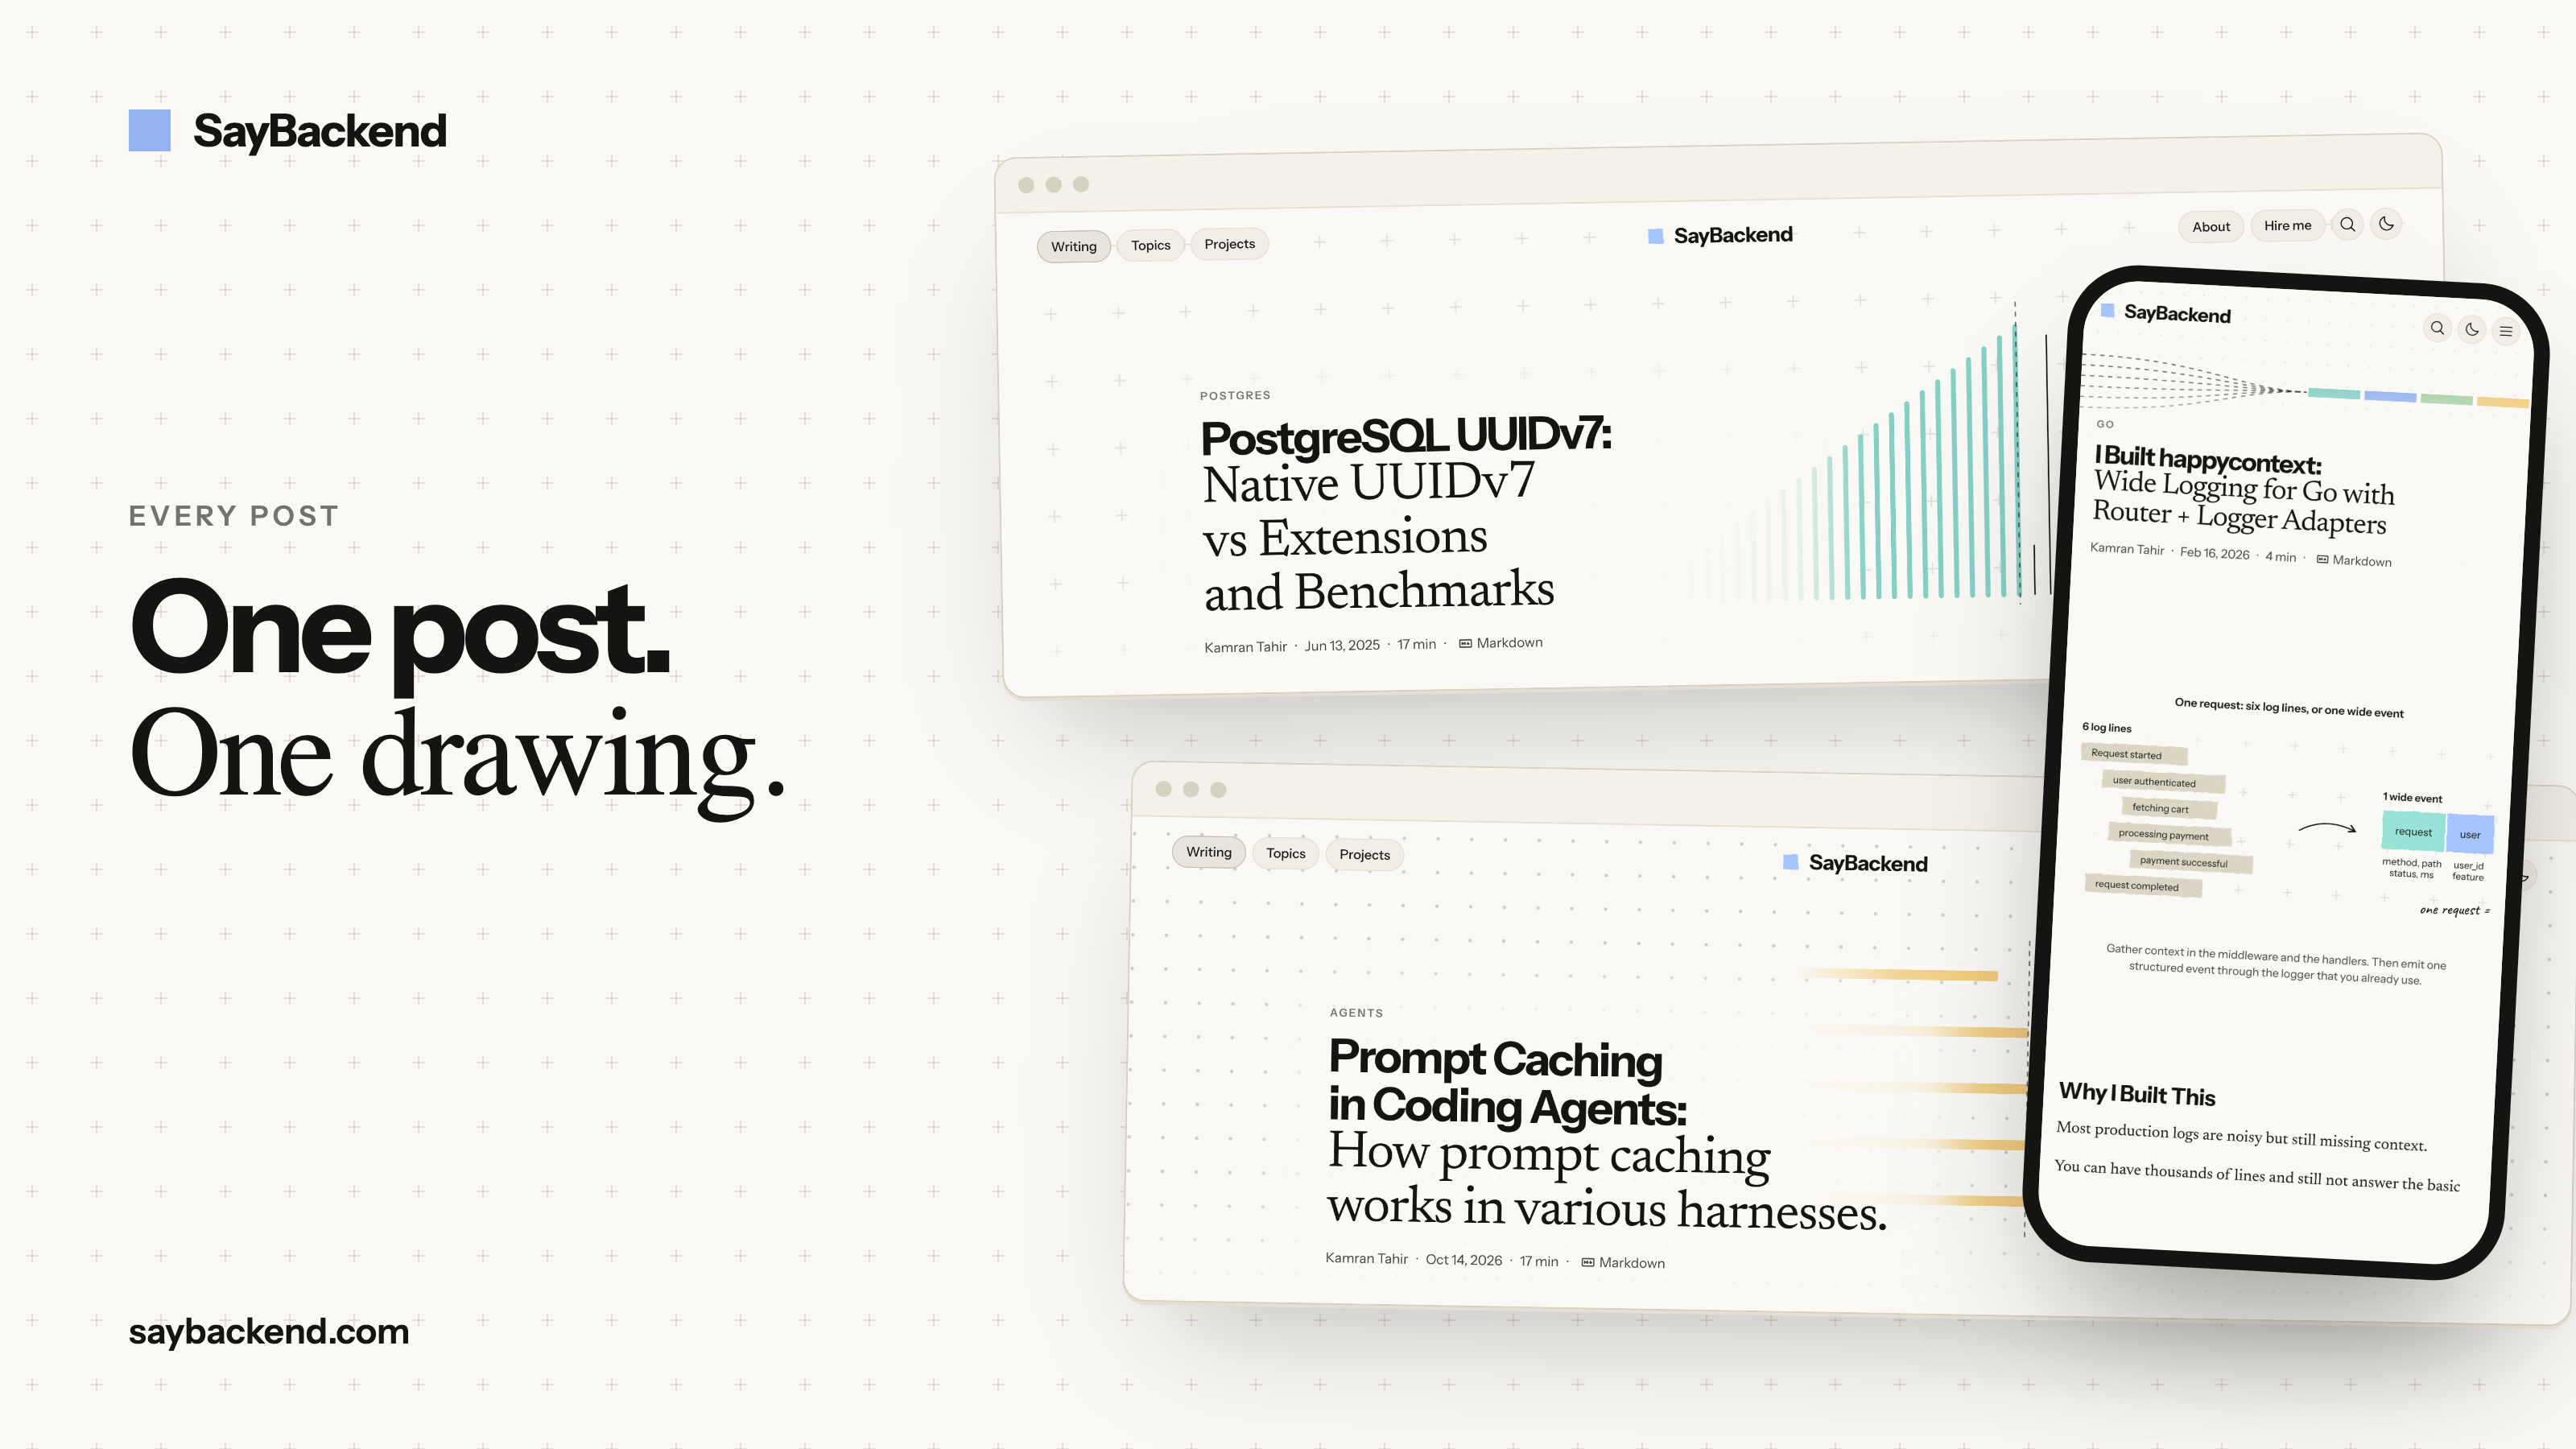 SayBackend
EVERY POST
One post.
One drawing.
saybackend.com
Writing
Topics
Projects
SayBackend
About
Hire me
POSTGRES
PostgreSQL UUIDv7:
Native UUIDv7
vs Extensions
and Benchmarks
Kamran Tahir · Jun 13, 2025 · 17 min · Markdown
Writing
Topics
Projects
SayBackend
AGENTS
Prompt Caching
in Coding Agents:
How prompt caching
works in various harnesses.
Kamran Tahir · Oct 14, 2026 · 17 min · Markdown
SayBackend
GO
I Built happycontext:
Wide Logging for Go with
Router + Logger Adapters
Kamran Tahir · Feb 16, 2026 · 4 min · Markdown
One request: six log lines, or one wide event
6 log lines
Request started
user authenticated
fetching cart
processing payment
payment successful
request completed
1 wide event
request
user
method, path
status, ms
user_id
feature
one request =
Gather context in the middleware and the handlers. Then emit one
structured event through the logger that you already use.
Why I Built This
Most production logs are noisy but still missing context.
You can have thousands of lines and still not answer the basic